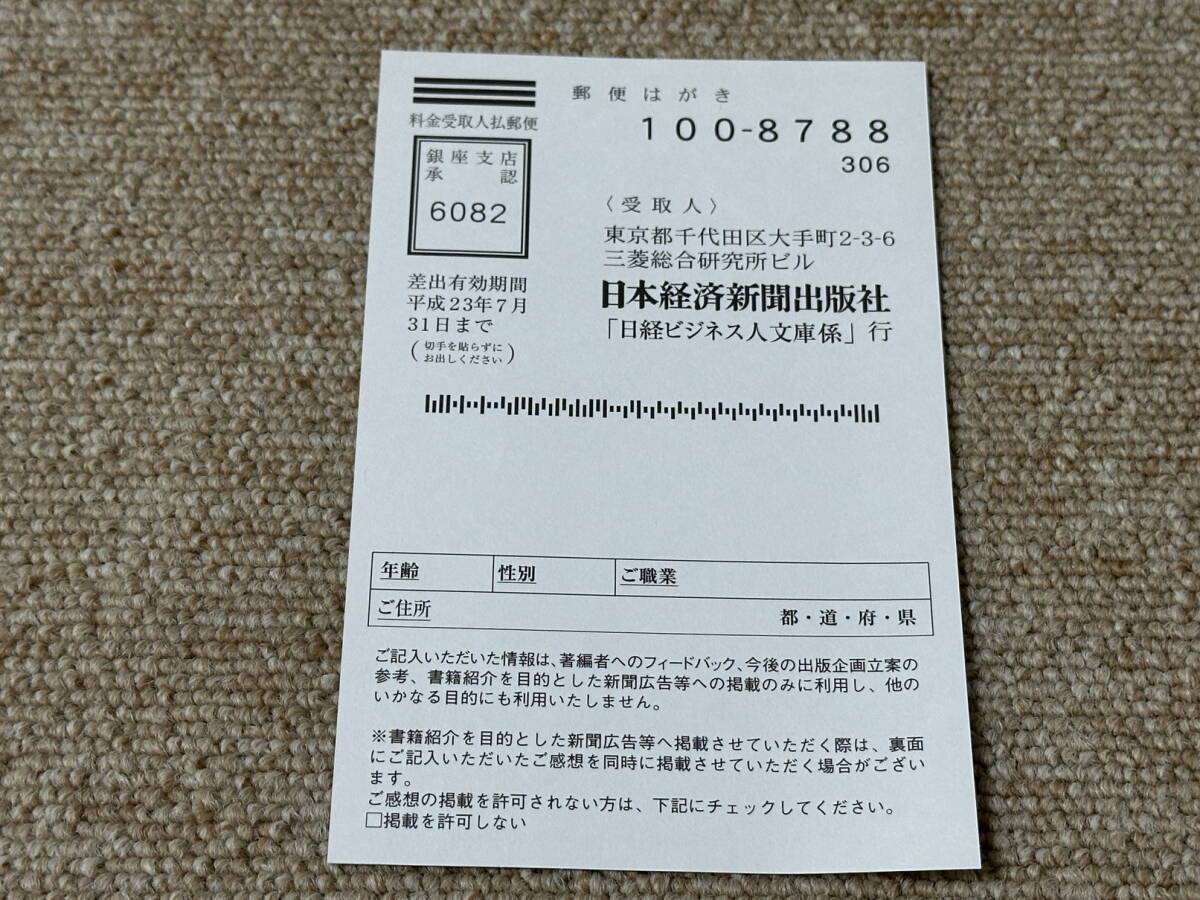 郵便はがき
料金受取人払郵便
銀座支店
承認
6082
差出有効期間
平成23年7月
31日まで
(切手を貼らずに
お出しください)
100-8788
306
〈受取人〉
東京都千代田区大手町2-3-6
三菱総合研究所ビル
日本経済新聞出版社
「日経ビジネス人文庫係」行
年齢 性別 ご職業
ご住所 都・道・府・県
ご記入いただいた情報は、著編者へのフィードバック、今後の出版企画立案の
参考、書籍紹介を目的とした新聞広告等への掲載のみに利用し、他の
いかなる目的にも利用いたしません。
※書籍紹介を目的とした新聞広告等へ掲載させていただく際は、裏面
にご記入いただいたご感想を同時に掲載させていただく場合がござい
ます。
ご感想の掲載を許可されない方は、下記にチェックしてください。
□掲載を許可しない